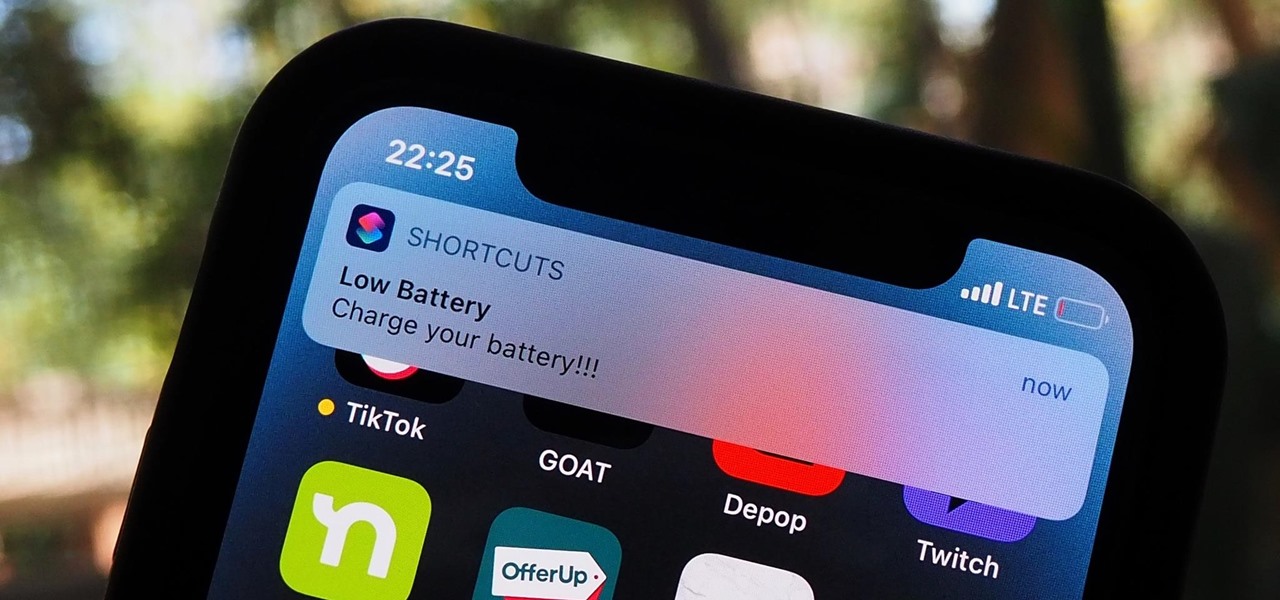 22:25
LTE
SHORTCUTS
now
Low Battery
Charge your battery!!!
TikTok
GOAT
Depop
Twitch
n
OfferUp